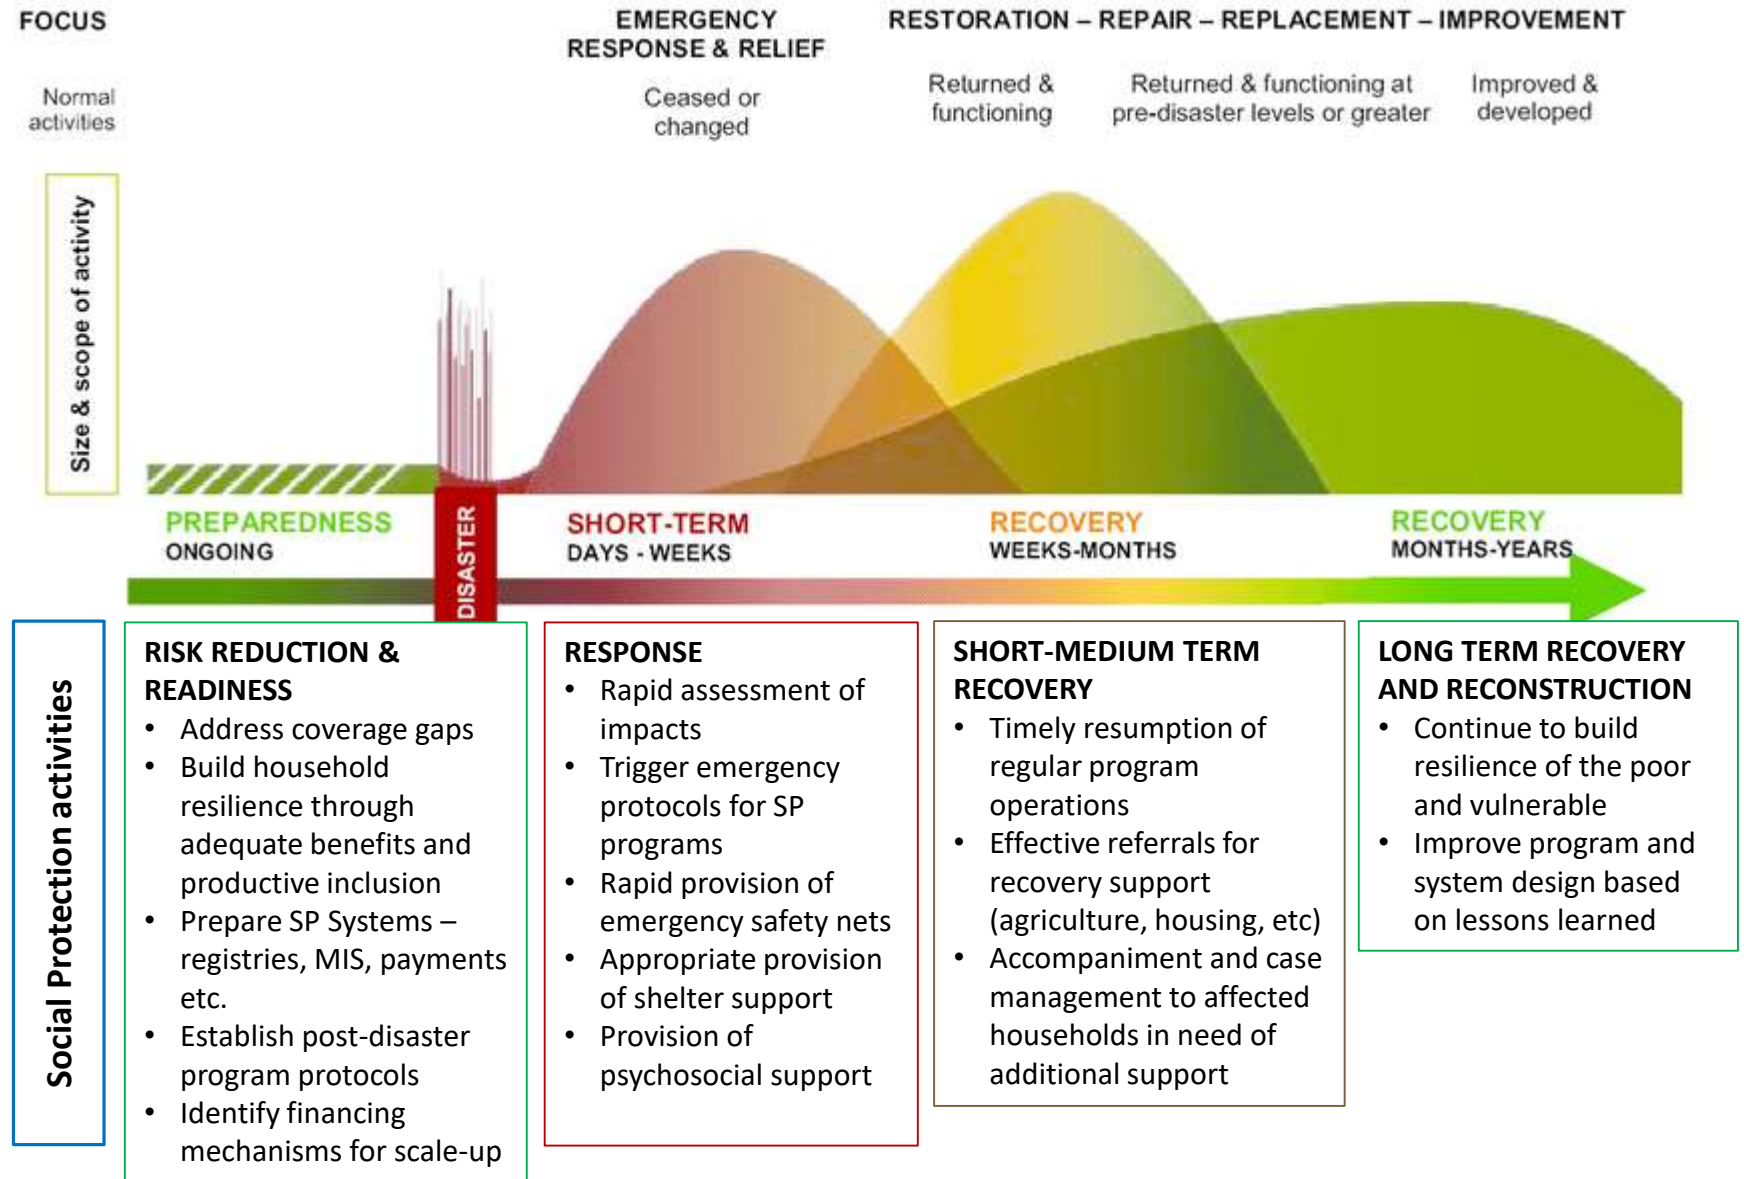 FOCUS
EMERGENCY
RESPONSE & RELIEF
RESTORATION – REPAIR – REPLACEMENT – IMPROVEMENT
Normal
activities
Ceased or
changed
Returned &
functioning
Returned & functioning at
pre-disaster levels or greater
Improved &
developed
Size & scope of activity
PREPAREDNESS
ONGOING
DISASTER
SHORT-TERM
DAYS - WEEKS
RECOVERY
WEEKS-MONTHS
RECOVERY
MONTHS-YEARS
Social Protection activities
RISK REDUCTION &
READINESS
• Address coverage gaps
• Build household
resilience through
adequate benefits and
productive inclusion
• Prepare SP Systems –
registries, MIS, payments
etc.
• Establish post-disaster
program protocols
• Identify financing
mechanisms for scale-up
RESPONSE
• Rapid assessment of
impacts
• Trigger emergency
protocols for SP
programs
• Rapid provision of
emergency safety nets
• Appropriate provision
of shelter support
• Provision of
psychosocial support
SHORT-MEDIUM TERM
RECOVERY
• Timely resumption of
regular program
operations
• Effective referrals for
recovery support
(agriculture, housing, etc)
• Accompaniment and case
management to affected
households in need of
additional support
LONG TERM RECOVERY
AND RECONSTRUCTION
• Continue to build
resilience of the poor
and vulnerable
• Improve program and
system design based
on lessons learned